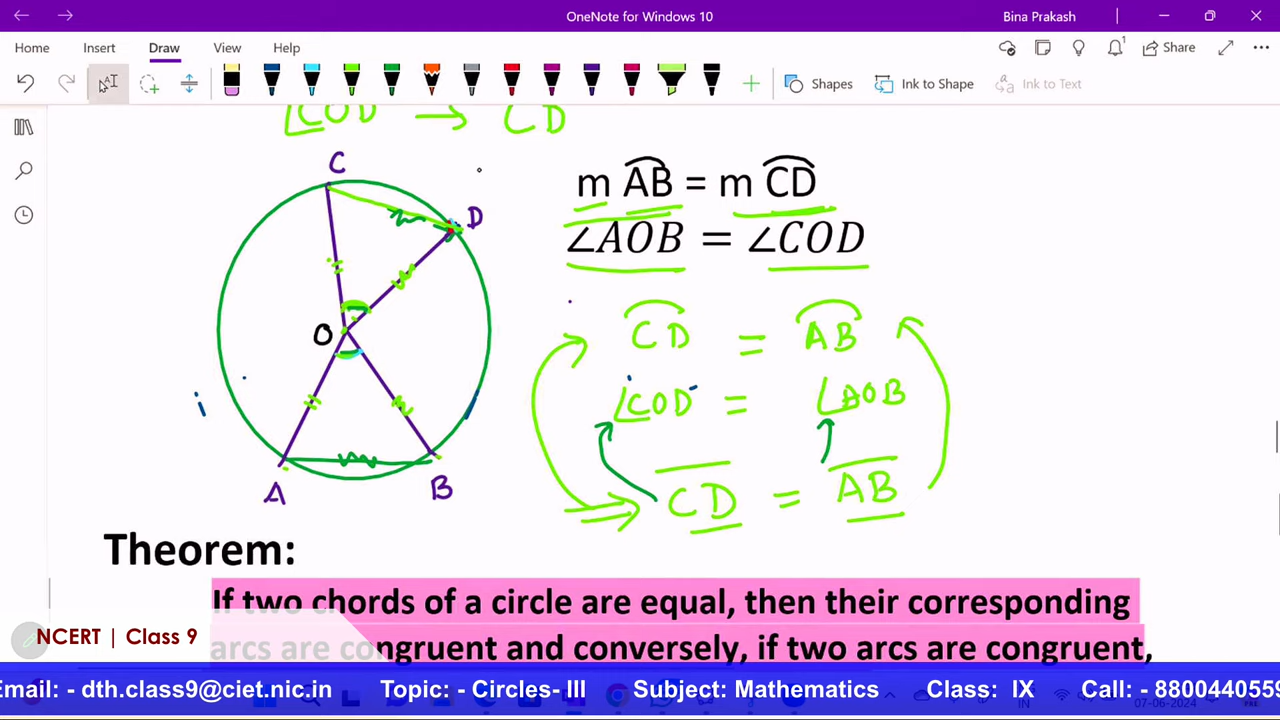 OneNote for Windows 10
Bina Prakash
Home Insert Draw View Help
Share
Shapes Ink to Shape Ink to Text
∠COD → CD
C
D
O
A
B
m AB = m CD
∠AOB = ∠COD
CD = AB
∠COD = ∠AOB
CD = AB
Theorem:
If two chords of a circle are equal, then their corresponding
arcs are congruent and conversely, if two arcs are congruent,
NCERT | Class 9
Email: - dth.class9@ciet.nic.in Topic: - Circles- III Subject: Mathematics Class: IX Call: - 8800440559
07-06-2024